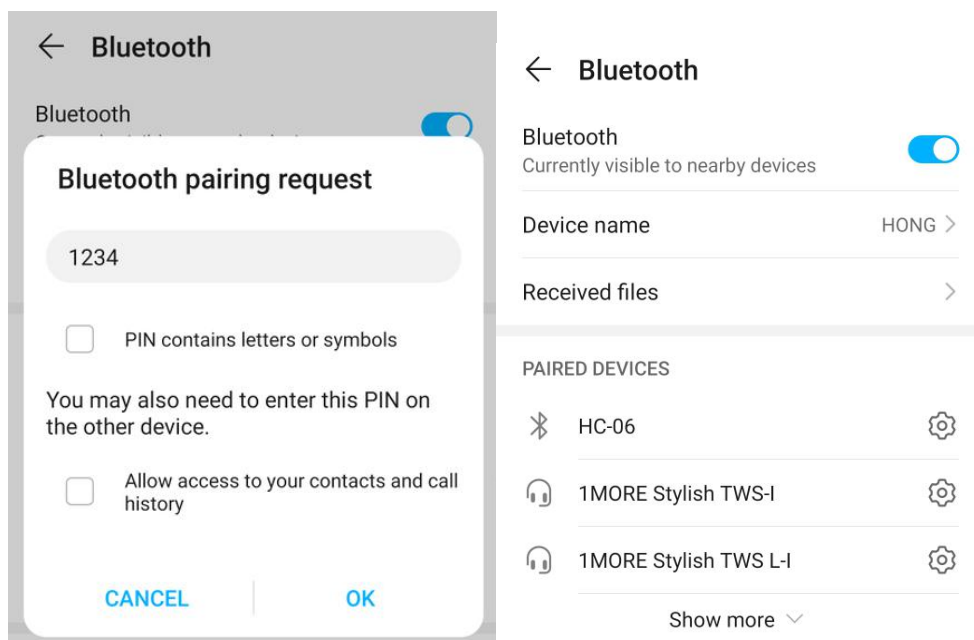 Bluetooth
Bluetooth
Bluetooth pairing request
1234
PIN contains letters or symbols
You may also need to enter this PIN on
the other device.
Allow access to your contacts and call
history
CANCEL
OK
Bluetooth
Bluetooth
Currently visible to nearby devices
Device name
HONG
Received files
PAIRED DEVICES
HC-06
1MORE Stylish TWS-I
1MORE Stylish TWS L-I
Show more